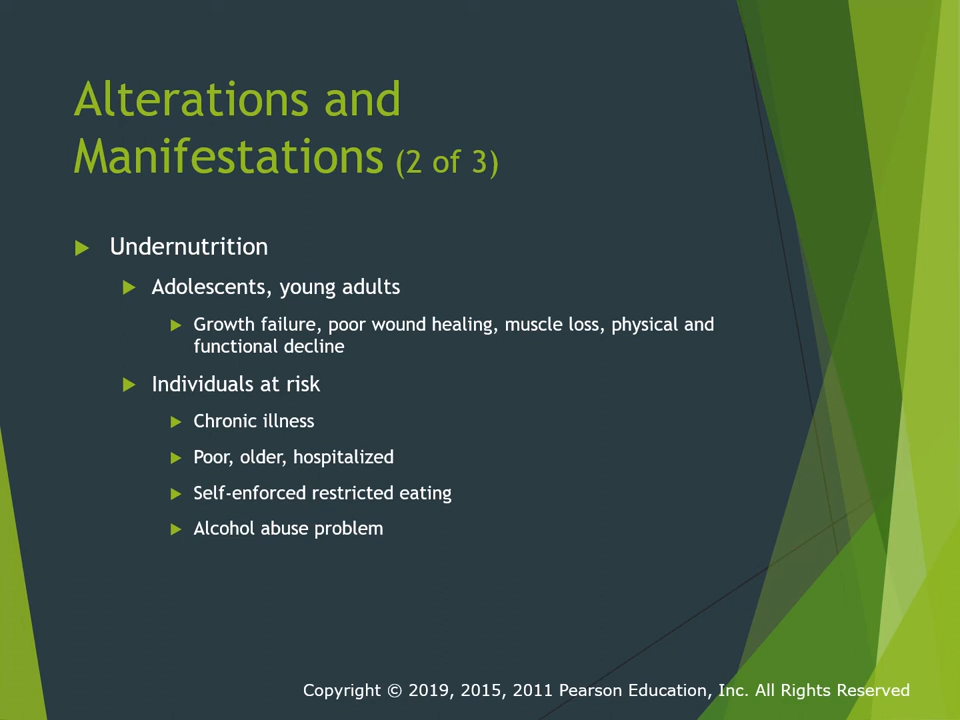 Alterations and
Manifestations (2 of 3)
Undernutrition
Adolescents, young adults
Growth failure, poor wound healing, muscle loss, physical and
functional decline
Individuals at risk
Chronic illness
Poor, older, hospitalized
Self-enforced restricted eating
Alcohol abuse problem
Copyright © 2019, 2015, 2011 Pearson Education, Inc. All Rights Reserved